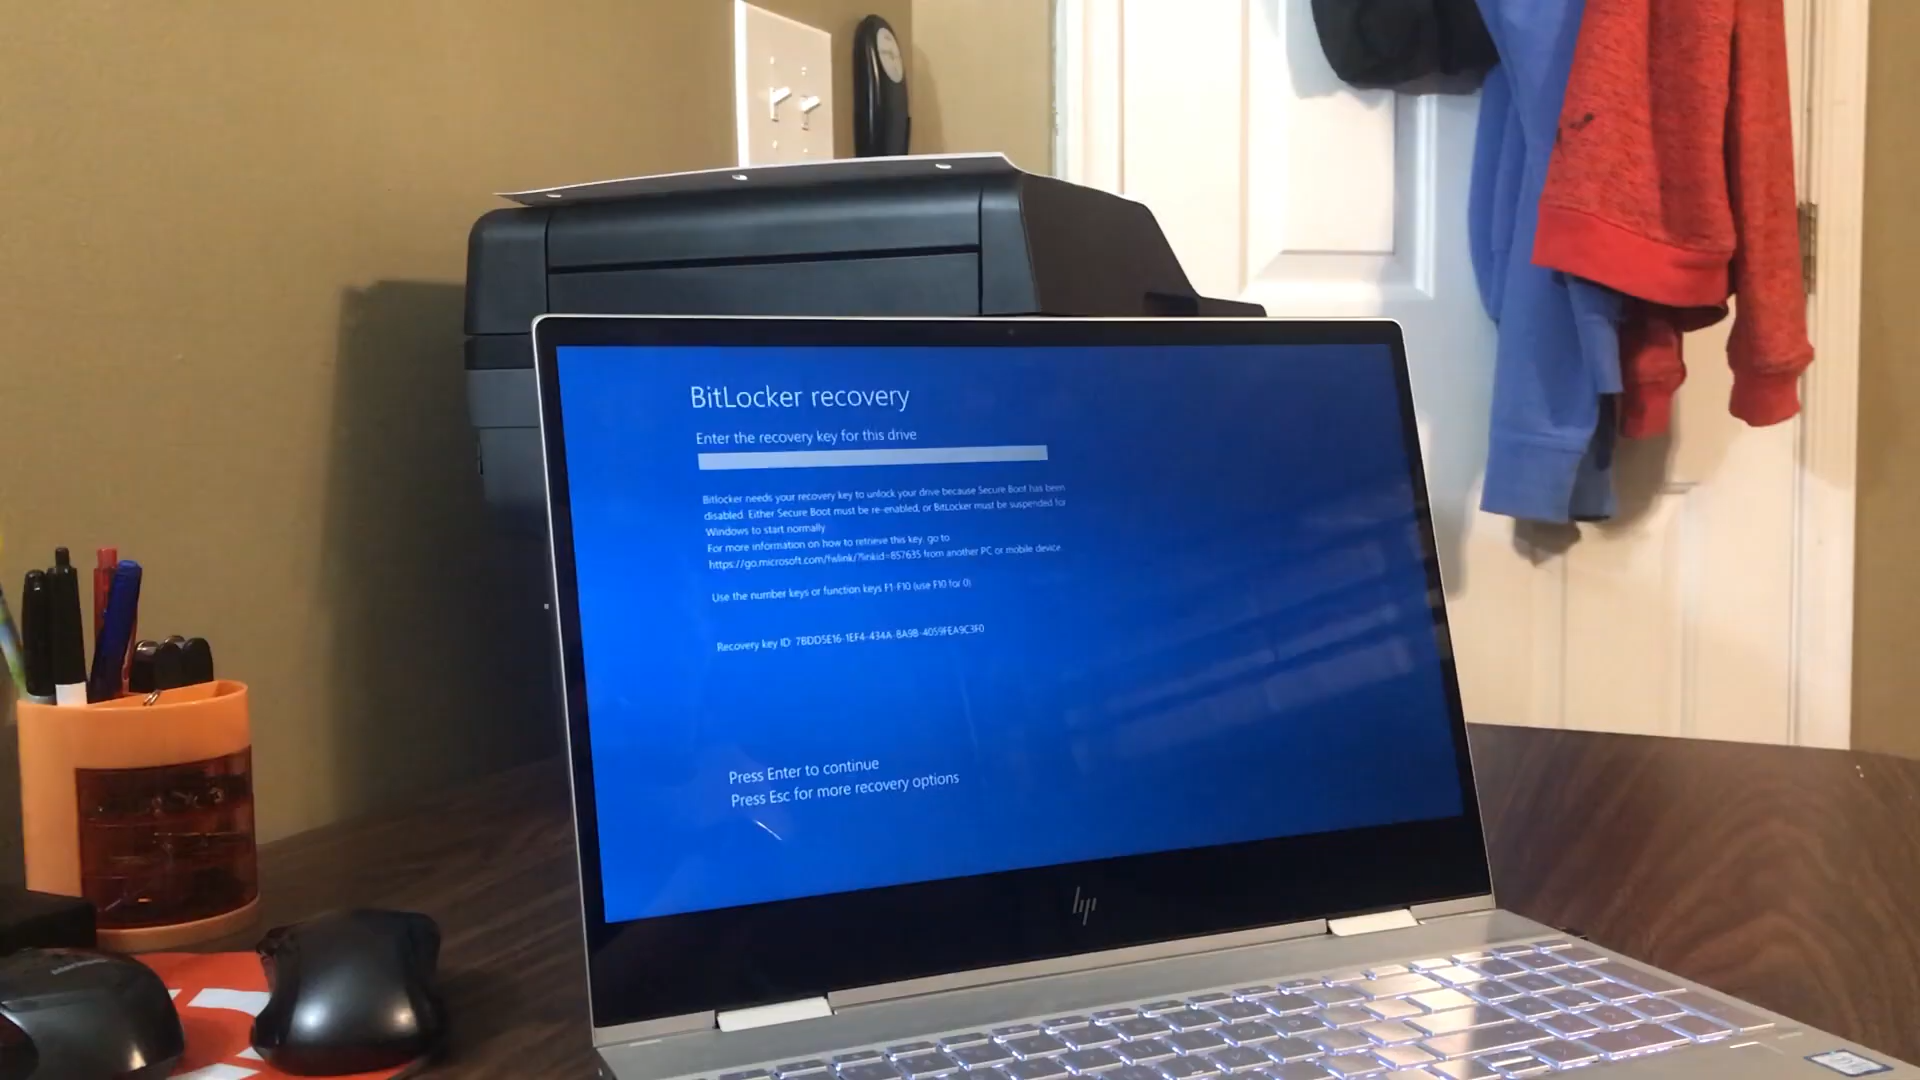 BitLocker recovery
Enter the recovery key for this drive
Bitlocker needs your recovery key to unlock your drive because Secure Boot has been
disabled. Either Secure Boot must be re-enabled, or BitLocker must be suspended for
Windows to start normally.
For more information on how to retrieve this key, go to
https://go.microsoft.com/fwlink/?linkid=857635 from another PC or mobile device.
Use the number keys or function keys F1-F10 (use F10 for 0)
Recovery key ID: 7BDD5E16-1EF4-434A-8A9B-4059FEA9C3F0
Press Enter to continue
Press Esc for more recovery options
hp